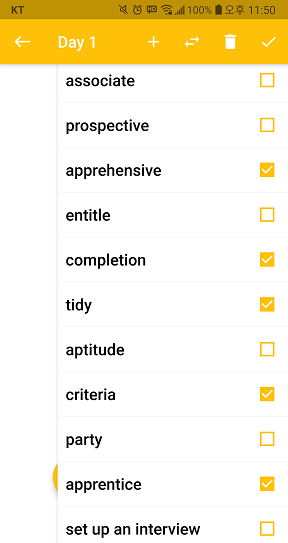 KT 100% 오후 11:50
Day 1
associate
prospective
apprehensive
entitle
completion
tidy
aptitude
criteria
party
apprentice
set up an interview